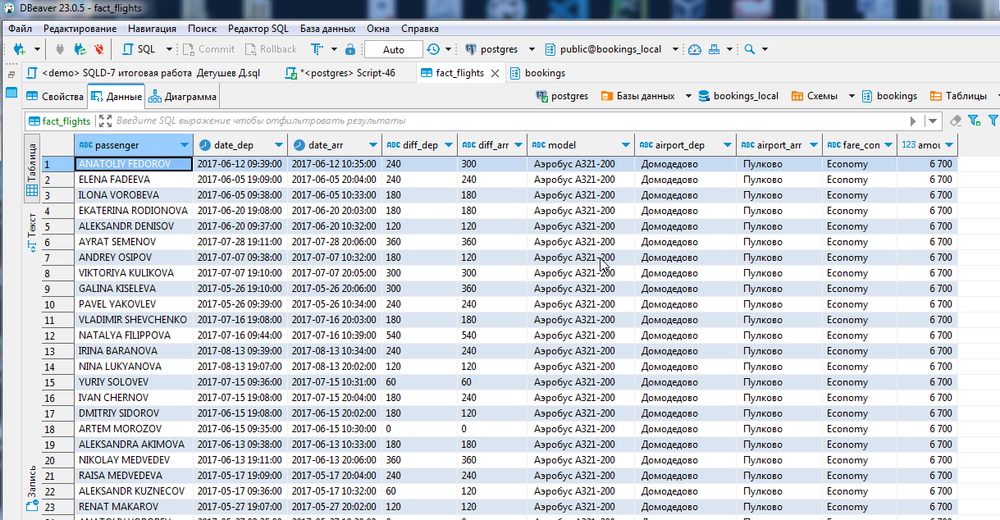 DBeaver 23.0.5 - fact_flights
Файл Редактирование Навигация Поиск Редактор SQL База данных Окна Справка
SQL Commit Rollback Auto postgres public@bookings_local
<demo> SQLD-7 итоговая работа Детушев Д.sql *<postgres> Script-46 fact_flights bookings
Свойства Данные Диаграмма postgres Базы данных bookings_local Схемы bookings Таблицы
fact_flights Введите SQL выражение чтобы отфильтровать результаты
Таблица
Текст
Запись
ABC passenger date_dep date_arr ABC diff_dep ABC diff_arr ABC model ABC airport_dep ABC airport_arr ABC fare_con 123 amou
1 ANATOLIY FEDOROV 2017-06-12 09:39:00 2017-06-12 10:35:00 240 300 Аэробус A321-200 Домодедово Пулково Economy 6 700
2 ELENA FADEEVA 2017-06-05 19:09:00 2017-06-05 20:04:00 240 240 Аэробус A321-200 Домодедово Пулково Economy 6 700
3 ILONA VOROBEVA 2017-06-05 09:38:00 2017-06-05 10:33:00 180 180 Аэробус A321-200 Домодедово Пулково Economy 6 700
4 EKATERINA RODIONOVA 2017-06-20 19:08:00 2017-06-20 20:03:00 180 180 Аэробус A321-200 Домодедово Пулково Economy 6 700
5 ALEKSANDR DENISOV 2017-06-20 09:37:00 2017-06-20 10:32:00 120 120 Аэробус A321-200 Домодедово Пулково Economy 6 700
6 AYRAT SEMENOV 2017-07-28 19:11:00 2017-07-28 20:06:00 360 360 Аэробус A321-200 Домодедово Пулково Economy 6 700
7 ANDREY OSIPOV 2017-07-07 09:38:00 2017-07-07 10:32:00 180 120 Аэробус A321-200 Домодедово Пулково Economy 6 700
8 VIKTORIYA KULIKOVA 2017-07-07 19:10:00 2017-07-07 20:05:00 300 300 Аэробус A321-200 Домодедово Пулково Economy 6 700
9 GALINA KISELEVA 2017-05-26 19:10:00 2017-05-26 20:06:00 300 360 Аэробус A321-200 Домодедово Пулково Economy 6 700
10 PAVEL YAKOVLEV 2017-05-26 09:39:00 2017-05-26 10:34:00 240 240 Аэробус A321-200 Домодедово Пулково Economy 6 700
11 VLADIMIR SHEVCHENKO 2017-07-16 19:08:00 2017-07-16 20:03:00 180 180 Аэробус A321-200 Домодедово Пулково Economy 6 700
12 NATALYA FILIPPOVA 2017-07-16 09:44:00 2017-07-16 10:39:00 540 540 Аэробус A321-200 Домодедово Пулково Economy 6 700
13 IRINA BARANOVA 2017-08-13 09:39:00 2017-08-13 10:34:00 240 240 Аэробус A321-200 Домодедово Пулково Economy 6 700
14 NINA LUKYANOVA 2017-08-13 19:07:00 2017-08-13 20:02:00 120 120 Аэробус A321-200 Домодедово Пулково Economy 6 700
15 YURIY SOLOVEV 2017-07-15 09:36:00 2017-07-15 10:31:00 60 60 Аэробус A321-200 Домодедово Пулково Economy 6 700
16 IVAN CHERNOV 2017-07-15 19:08:00 2017-07-15 20:04:00 180 240 Аэробус A321-200 Домодедово Пулково Economy 6 700
17 DMITRIY SIDOROV 2017-06-15 19:08:00 2017-06-15 20:02:00 180 120 Аэробус A321-200 Домодедово Пулково Economy 6 700
18 ARTEM MOROZOV 2017-06-15 09:35:00 2017-06-15 10:30:00 0 0 Аэробус A321-200 Домодедово Пулково Economy 6 700
19 ALEKSANDRA AKIMOVA 2017-06-13 09:38:00 2017-06-13 10:33:00 180 180 Аэробус A321-200 Домодедово Пулково Economy 6 700
20 NIKOLAY MEDVEDEV 2017-06-13 19:11:00 2017-06-13 20:06:00 360 360 Аэробус A321-200 Домодедово Пулково Economy 6 700
21 RAISA MEDVEDEVA 2017-05-17 19:09:00 2017-05-17 20:04:00 240 240 Аэробус A321-200 Домодедово Пулково Economy 6 700
22 ALEKSANDR KUZNECOV 2017-05-17 09:36:00 2017-05-17 10:32:00 60 120 Аэробус A321-200 Домодедово Пулково Economy 6 700
23 RENAT MAKAROV 2017-05-27 19:07:00 2017-05-27 20:02:00 120 120 Аэробус A321-200 Домодедово Пулково Economy 6 700